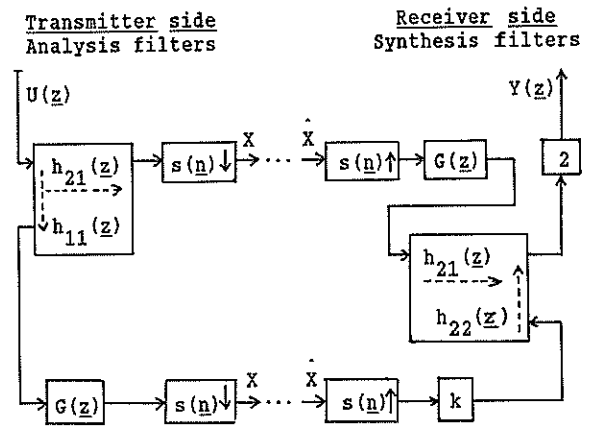 Transmitter side
Analysis filters
Receiver side
Synthesis filters
U(z)
Y(z)
h21(z)
h11(z)
s(n)↓
X
...
X̂
s(n)↑
G(z)
2
h21(z)
h22(z)
G(z)
s(n)↓
X
...
X̂
s(n)↑
k